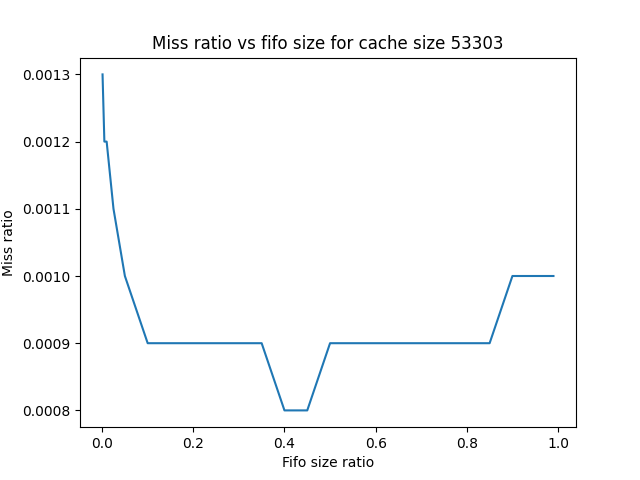 Miss ratio vs fifo size for cache size 53303
0.0013
0.0012
0.0011
0.0010
0.0009
0.0008
Miss ratio
0.0 0.2 0.4 0.6 0.8 1.0
Fifo size ratio